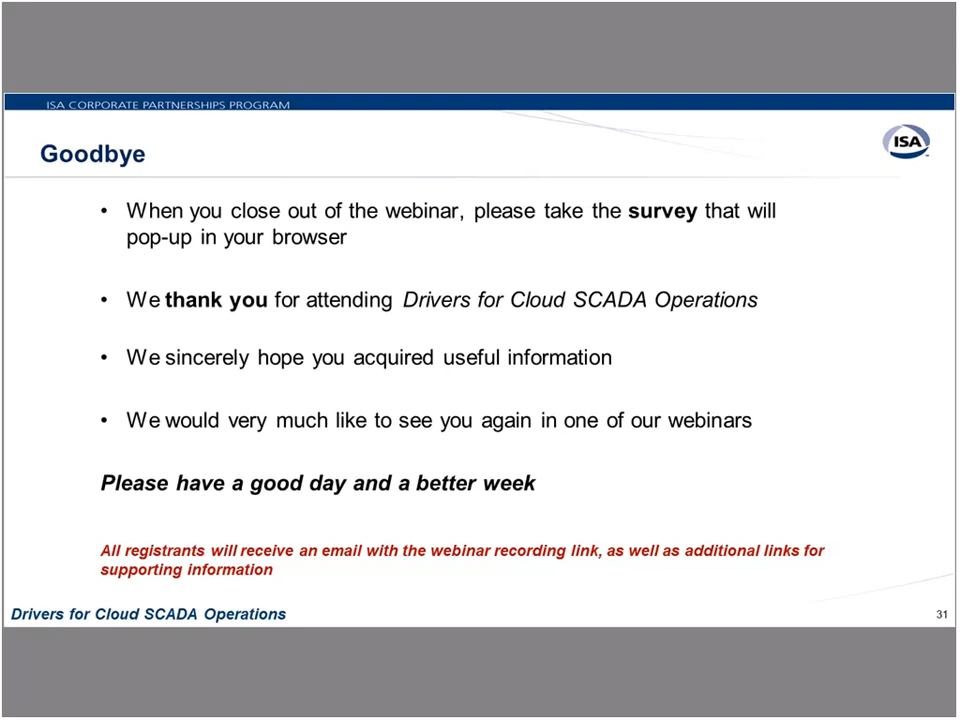 ISA CORPORATE PARTNERSHIPS PROGRAM
ISA
Goodbye
• When you close out of the webinar, please take the survey that will
pop-up in your browser
• We thank you for attending Drivers for Cloud SCADA Operations
• We sincerely hope you acquired useful information
• We would very much like to see you again in one of our webinars
Please have a good day and a better week
All registrants will receive an email with the webinar recording link, as well as additional links for
supporting information
Drivers for Cloud SCADA Operations
31